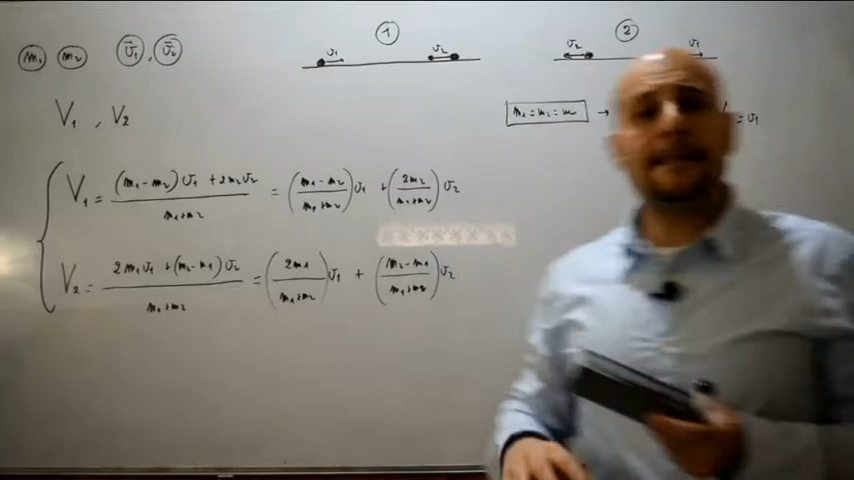 m₁ m₂ v⃗₁, v⃗₂
① v₁ v₂
② v₂ v₁
V₁, V₂
m₁ = m₂ = m → = v₁
V₁ = ((m₁-m₂)v₁ + 2m₂v₂)/(m₁+m₂) = ((m₁-m₂)/(m₁+m₂))v₁ + (2m₂/(m₁+m₂))v₂
V₂ = (2m₁v₁ + (m₂-m₁)v₂)/(m₁+m₂) = (2m₁/(m₁+m₂))v₁ + ((m₂-m₁)/(m₁+m₂))v₂